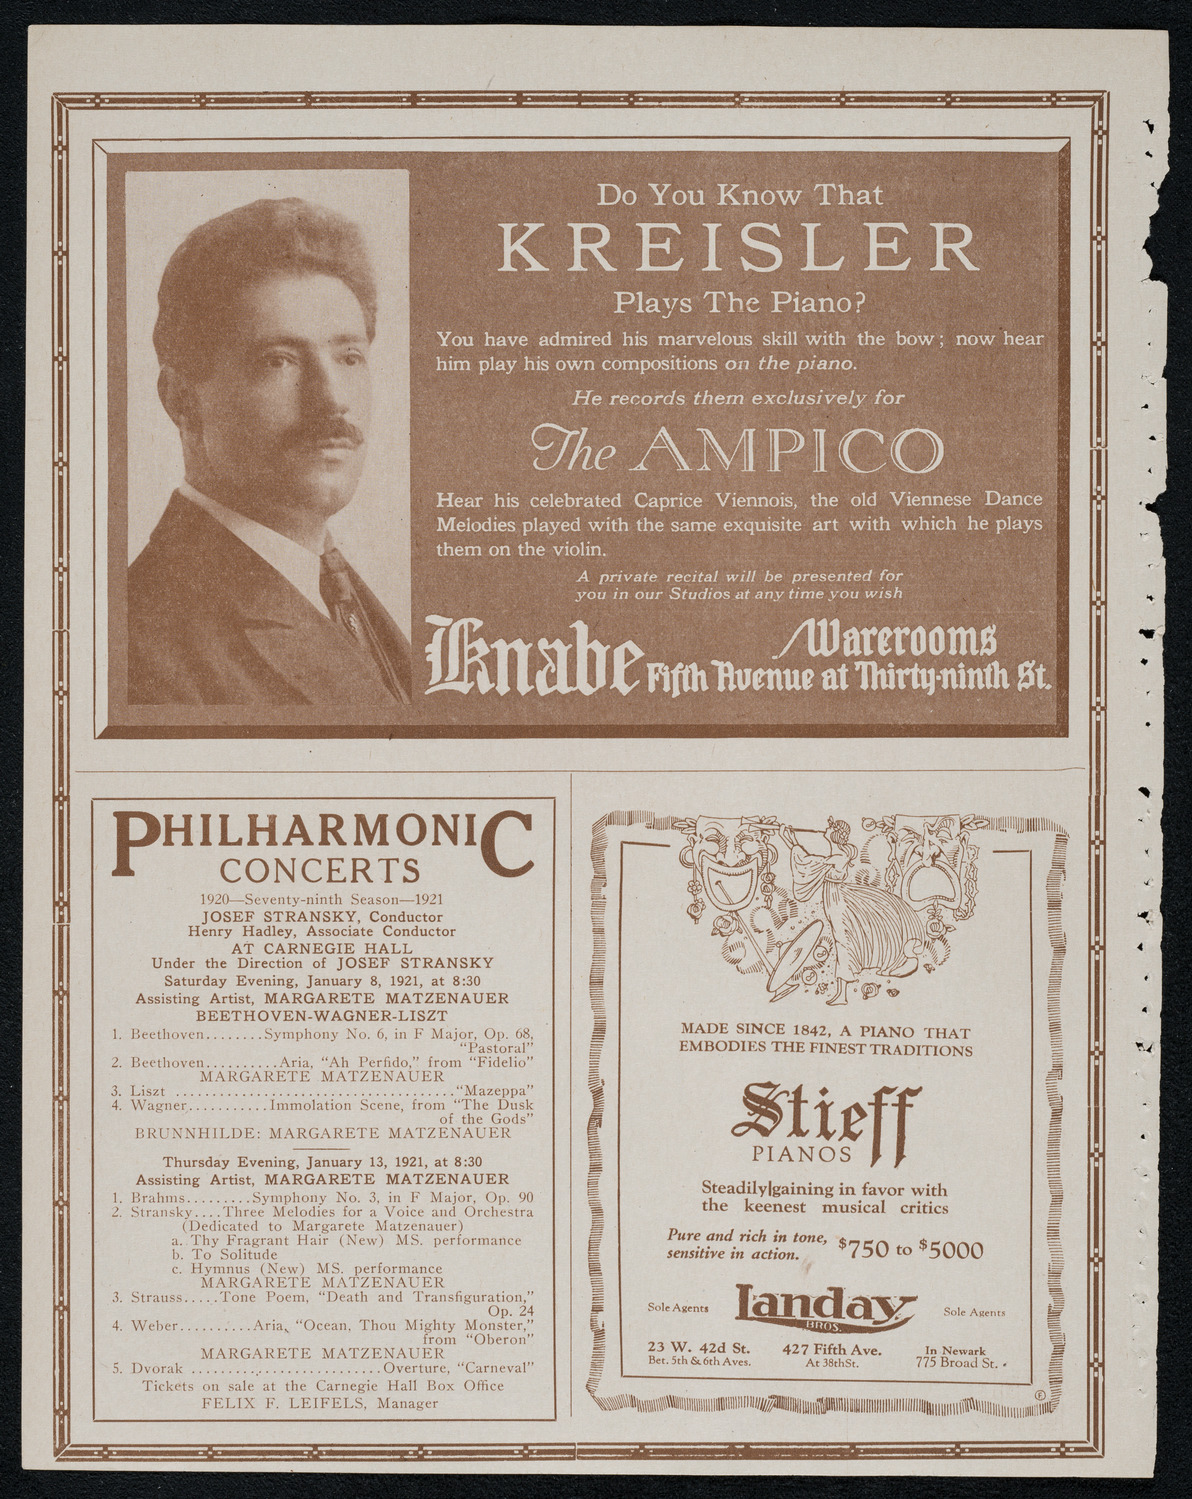 Do You Know That
KREISLER
Plays The Piano?
You have admired his marvelous skill with the bow; now hear
him play his own compositions on the piano.
He records them exclusively for
The AMPICO
Hear his celebrated Caprice Viennois, the old Viennese Dance
Melodies played with the same exquisite art with which he plays
them on the violin.
A private recital will be presented for
you in our Studios at any time you wish
Knabe Warerooms
Fifth Avenue at Thirty-ninth St.
PHILHARMONIC
CONCERTS
1920—Seventy-ninth Season—1921
JOSEF STRANSKY, Conductor
Henry Hadley, Associate Conductor
AT CARNEGIE HALL
Under the Direction of JOSEF STRANSKY
Saturday Evening, January 8, 1921, at 8:30
Assisting Artist, MARGARETE MATZENAUER
BEETHOVEN-WAGNER-LISZT
1. Beethoven........Symphony No. 6, in F Major, Op. 68,
"Pastoral"
2. Beethoven..........Aria, "Ah Perfido," from "Fidelio"
MARGARETE MATZENAUER
3. Liszt ......................................"Mazeppa"
4. Wagner...........Immolation Scene, from "The Dusk
of the Gods"
BRUNNHILDE: MARGARETE MATZENAUER
Thursday Evening, January 13, 1921, at 8:30
Assisting Artist, MARGARETE MATZENAUER
1. Brahms.........Symphony No. 3, in F Major, Op. 90
2. Stransky....Three Melodies for a Voice and Orchestra
(Dedicated to Margarete Matzenauer)
a. Thy Fragrant Hair (New) MS. performance
b. To Solitude
c. Hymnus (New) MS. performance
MARGARETE MATZENAUER
3. Strauss.....Tone Poem, "Death and Transfiguration,"
Op. 24
4. Weber..........Aria, "Ocean, Thou Mighty Monster,"
from "Oberon"
MARGARETE MATZENAUER
5. Dvorak ..........................Overture, "Carneval"
Tickets on sale at the Carnegie Hall Box Office
FELIX F. LEIFELS, Manager
MADE SINCE 1842, A PIANO THAT
EMBODIES THE FINEST TRADITIONS
Stieff
PIANOS
Steadily gaining in favor with
the keenest musical critics
Pure and rich in tone,
sensitive in action.
$750 to $5000
Sole Agents Landay BROS. Sole Agents
23 W. 42d St.
Bet. 5th & 6th Aves.
427 Fifth Ave.
At 38th St.
In Newark
775 Broad St.